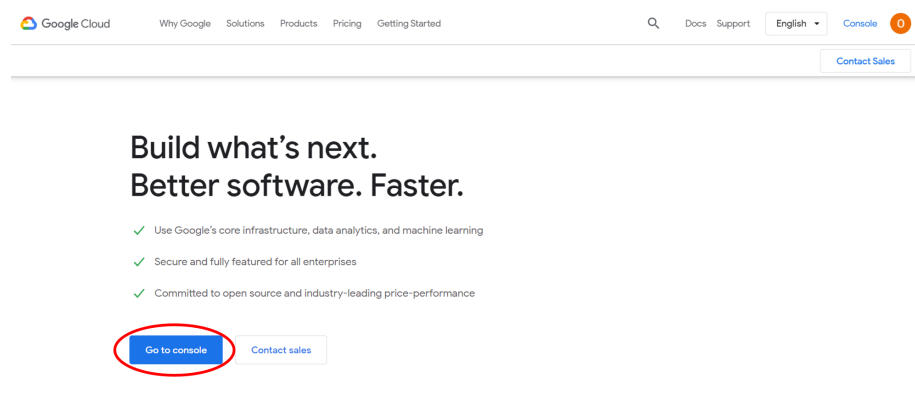 Google Cloud Why Google Solutions Products Pricing Getting Started Docs Support English Console O
Contact Sales
Build what's next.
Better software. Faster.
Use Google's core infrastructure, data analytics, and machine learning
Secure and fully featured for all enterprises
Committed to open source and industry-leading price-performance
Go to console Contact sales